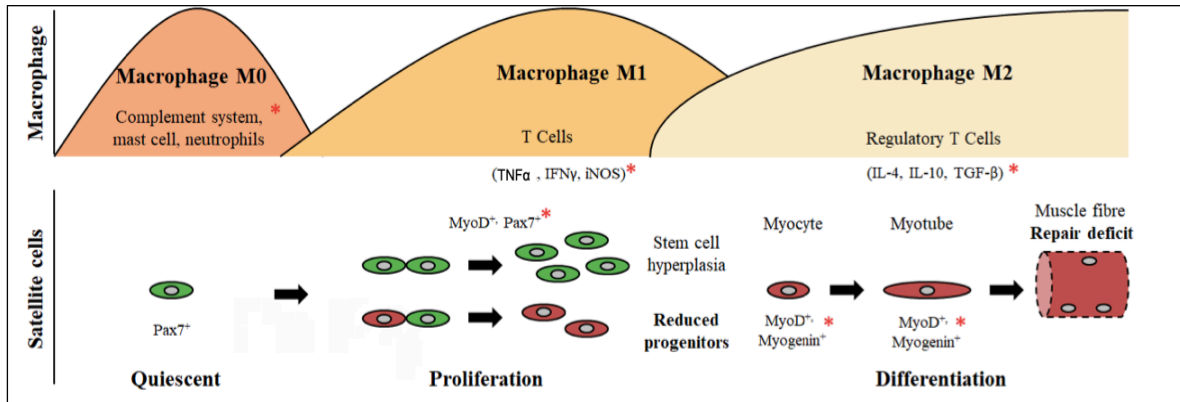 Macrophage
Macrophage M0
Complement system, *
mast cell, neutrophils
Macrophage M1
T Cells
(TNFα , IFNγ, iNOS)*
Macrophage M2
Regulatory T Cells
(IL-4, IL-10, TGF-β) *
Satellite cells
Pax7⁺
Quiescent
MyoD⁺, Pax7⁺*
Stem cell
hyperplasia
Reduced
progenitors
Proliferation
Myocyte
MyoD⁺, *
Myogenin⁺
Myotube
MyoD⁺, *
Myogenin⁺
Muscle fibre
Repair deficit
Differentiation